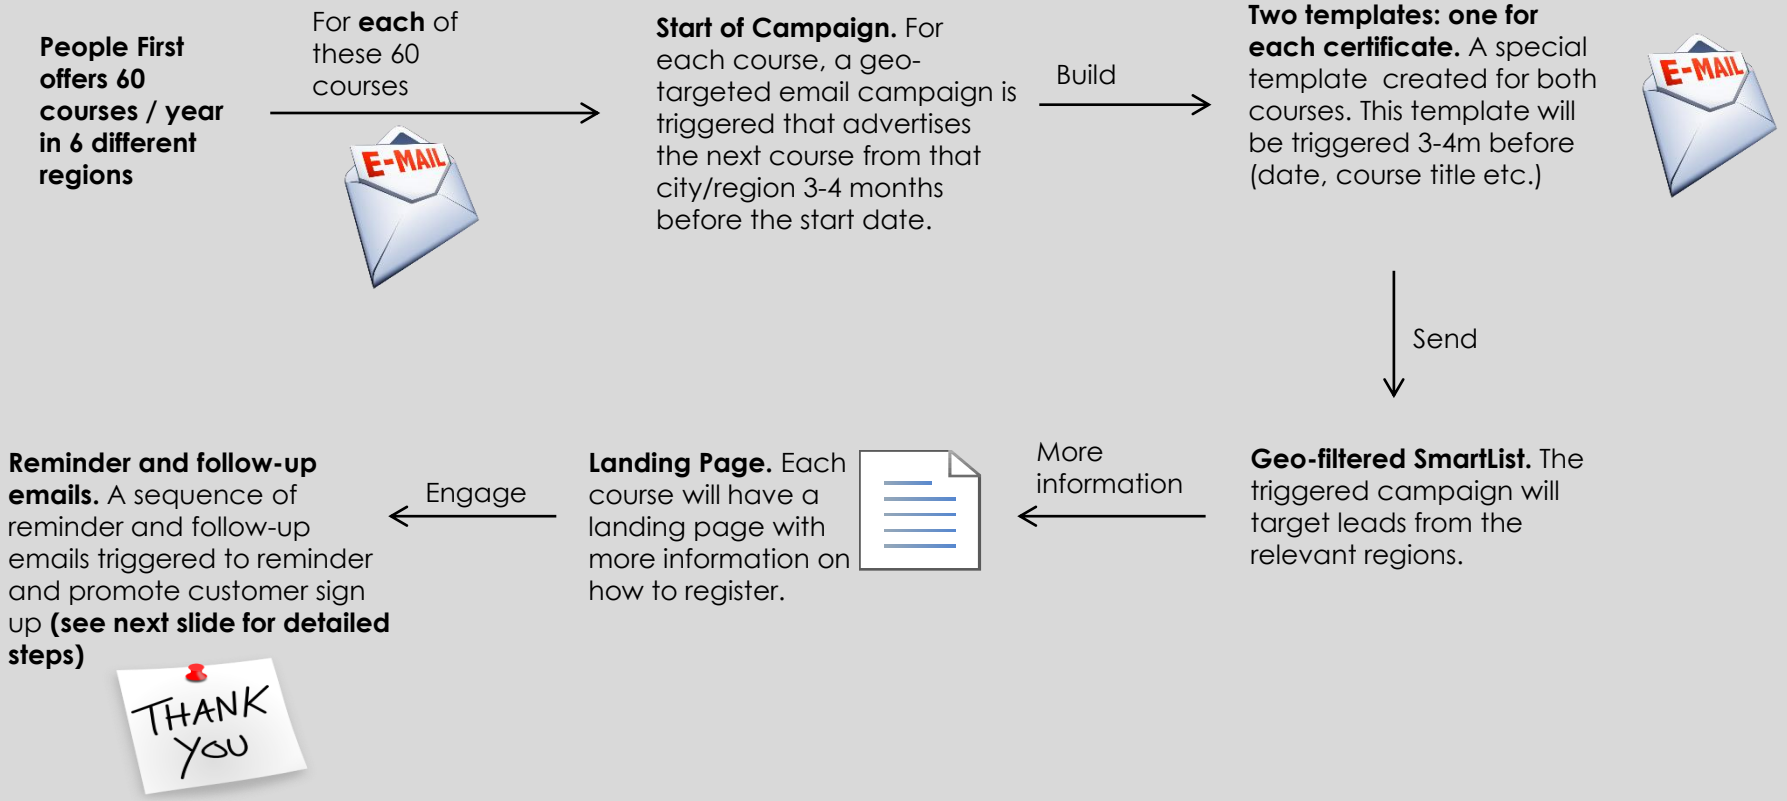 People First
offers 60
courses / year
in 6 different
regions
For each of
these 60
courses
E-MAIL
Start of Campaign. For
each course, a geo-
targeted email campaign is
triggered that advertises
the next course from that
city/region 3-4 months
before the start date.
Build
Two templates: one for
each certificate. A special
template created for both
courses. This template will
be triggered 3-4m before
(date, course title etc.)
E-MAIL
Send
Geo-filtered SmartList. The
triggered campaign will
target leads from the
relevant regions.
More
information
Landing Page. Each
course will have a
landing page with
more information on
how to register.
Engage
Reminder and follow-up
emails. A sequence of
reminder and follow-up
emails triggered to reminder
and promote customer sign
up (see next slide for detailed
steps)
THANK
YOU